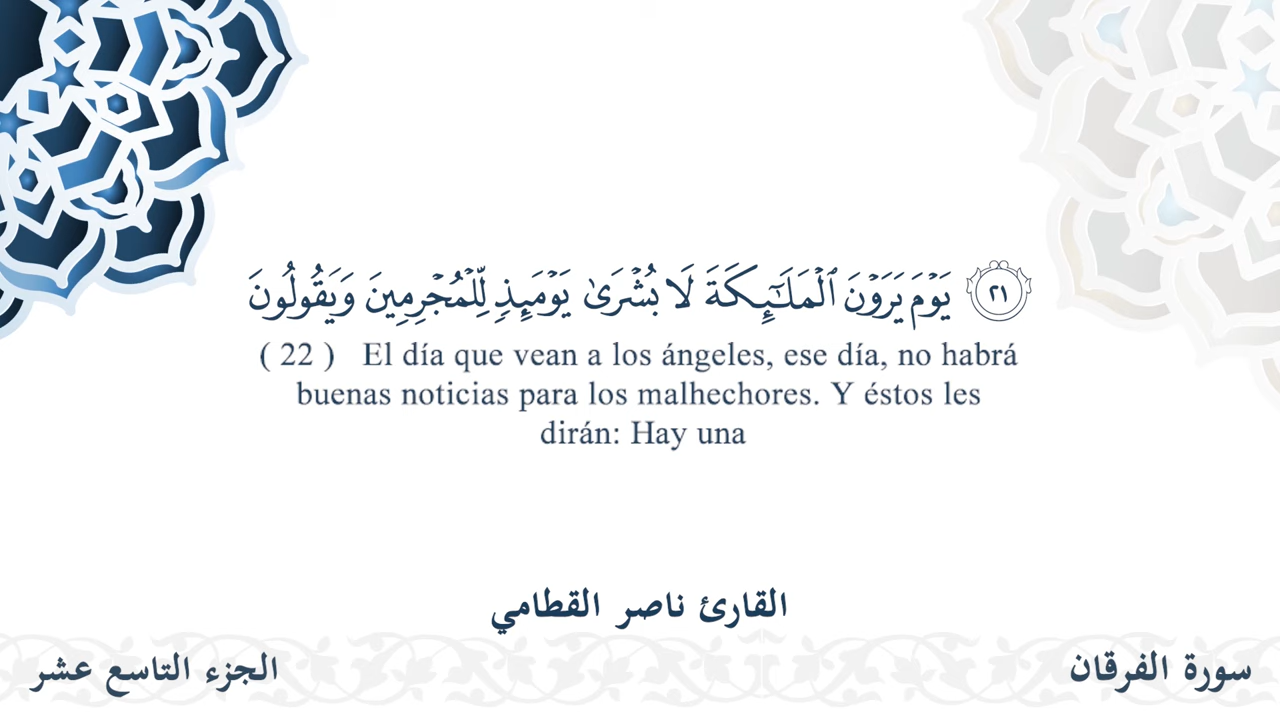 ٢١ يَوْمَ يَرَوْنَ ٱلْمَلَـٰٓئِكَةَ لَا بُشْرَىٰ يَوْمَئِذٍ لِّلْمُجْرِمِينَ وَيَقُولُونَ
( 22 ) El día que vean a los ángeles, ese día, no habrá
buenas noticias para los malhechores. Y éstos les
dirán: Hay una
القارئ ناصر القطامي
سورة الفرقان
الجزء التاسع عشر